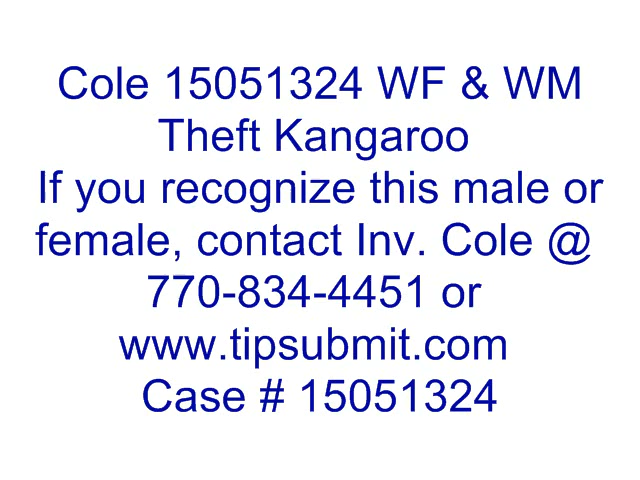 Cole 15051324 WF & WM
Theft Kangaroo
If you recognize this male or
female, contact Inv. Cole @
770-834-4451 or
www.tipsubmit.com
Case # 15051324